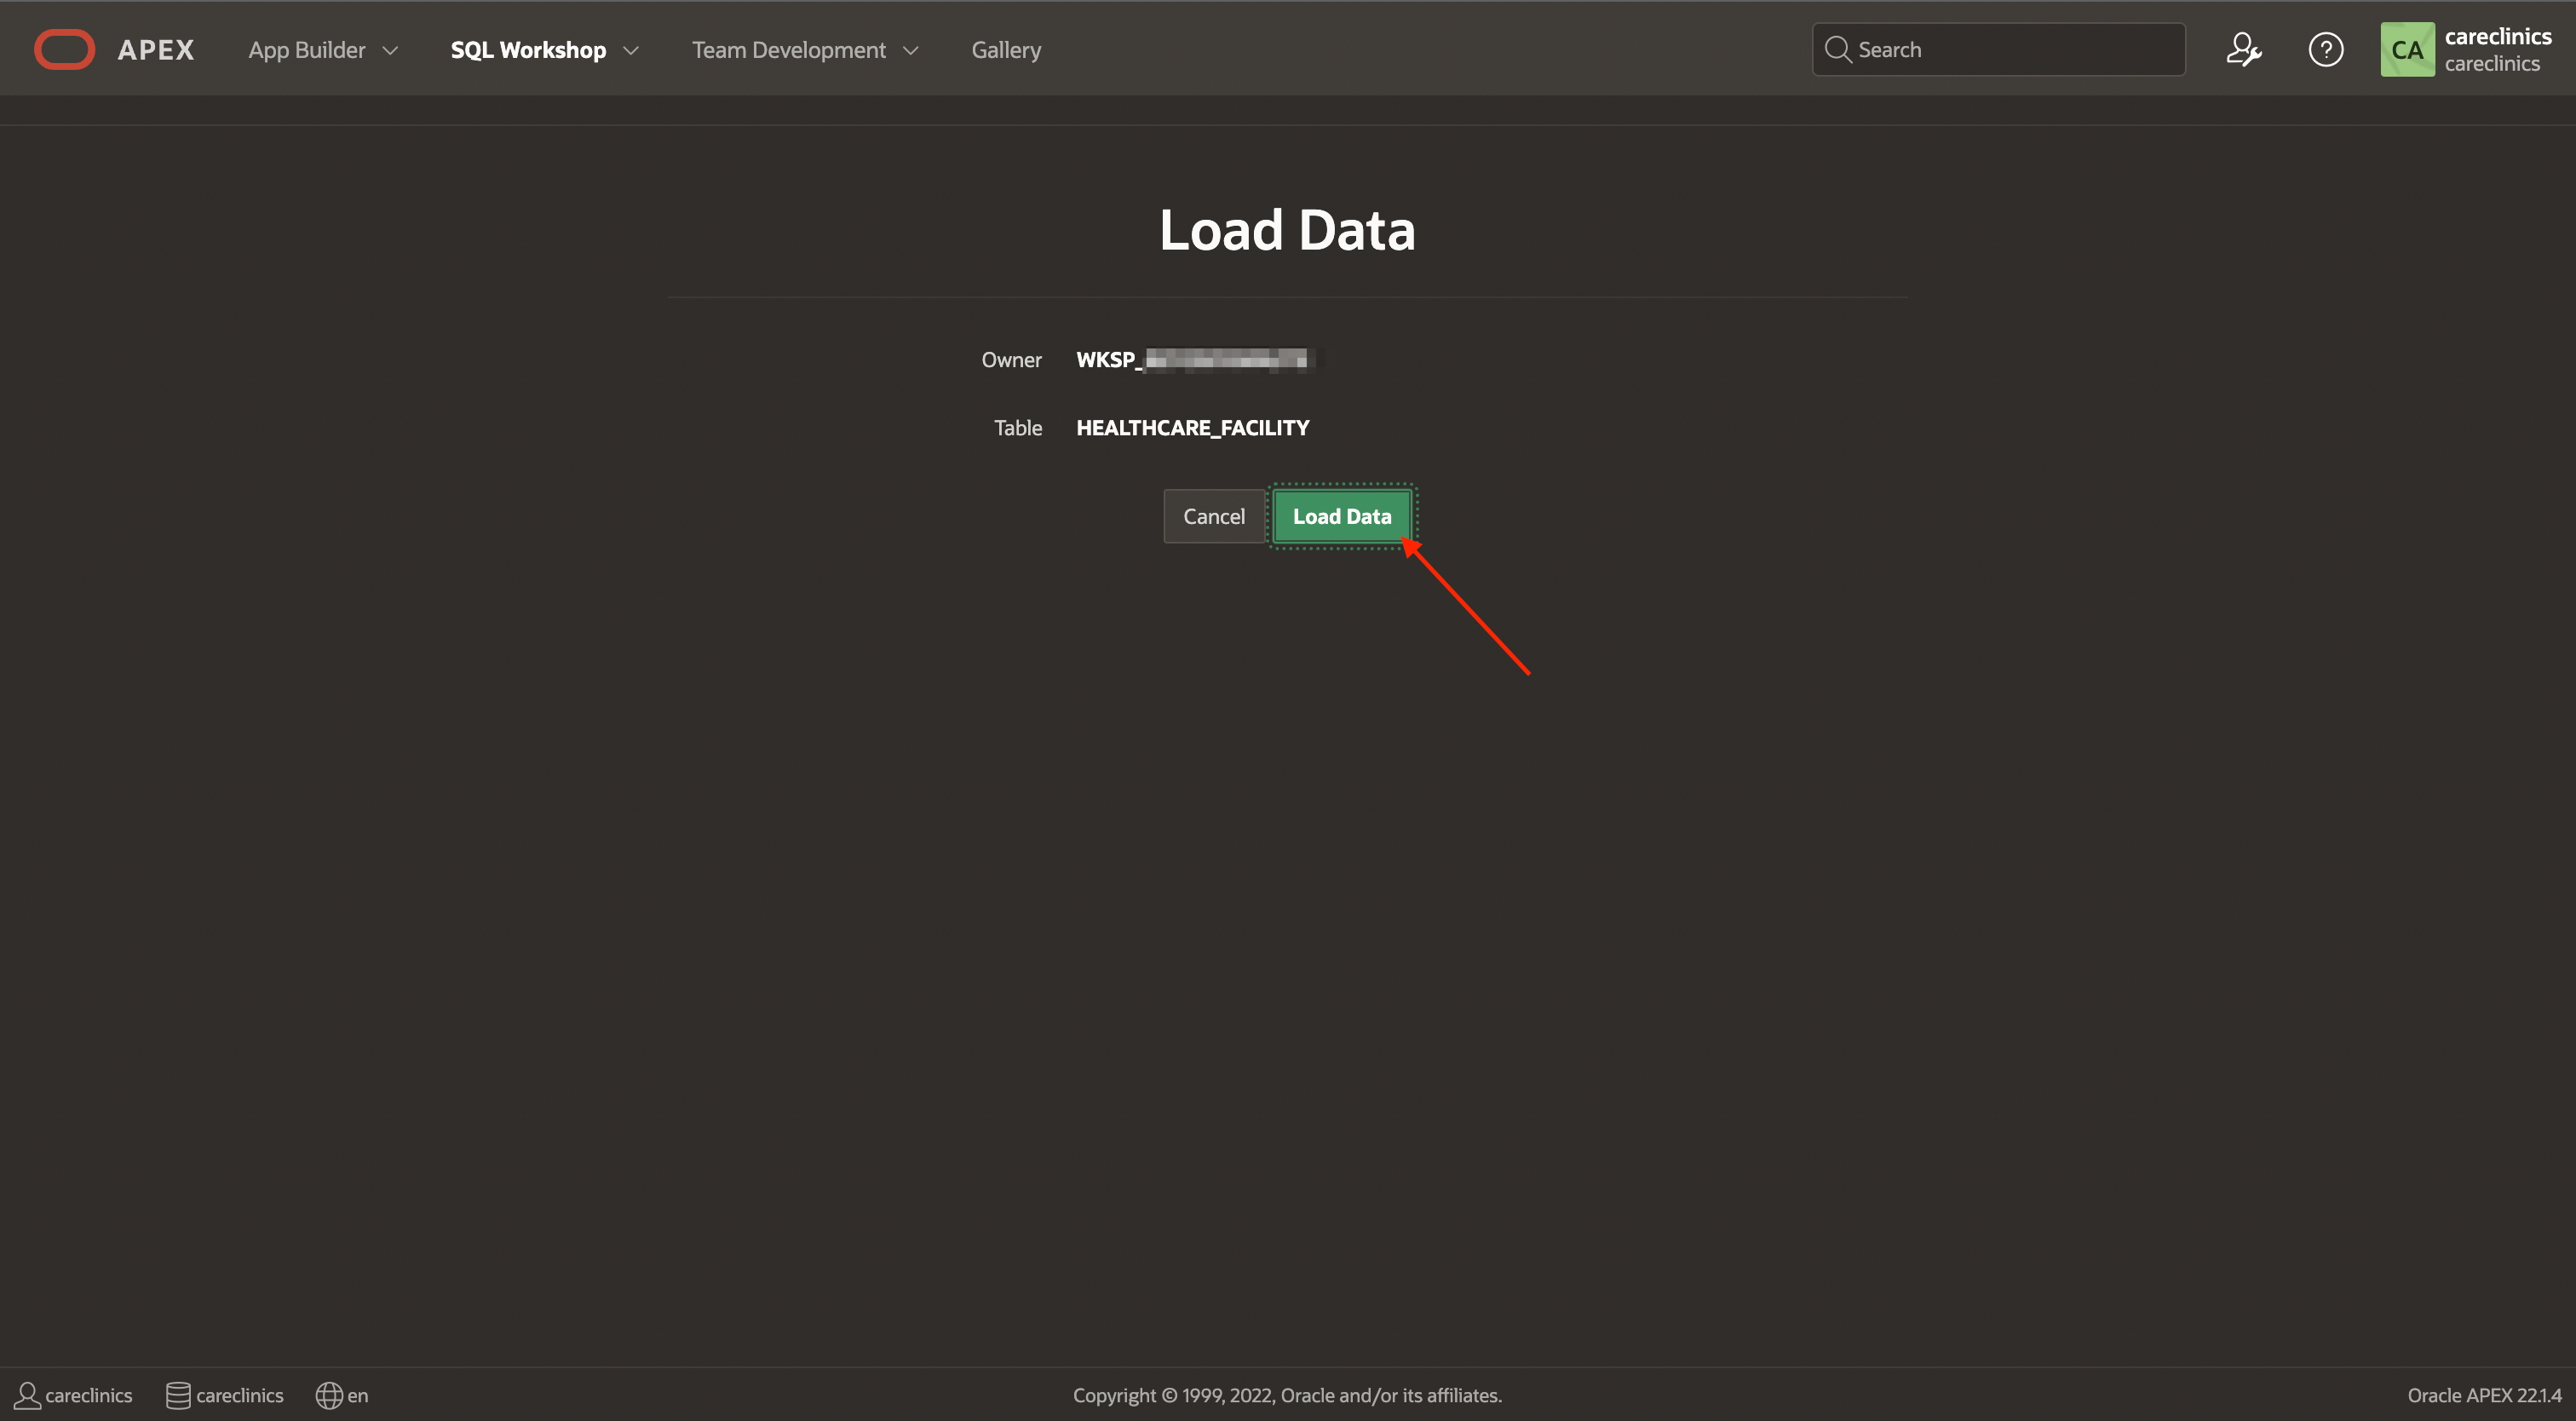 APEX App Builder SQL Workshop Team Development Gallery Search CA careclinics
careclinics
Load Data
Owner WKSP_
Table HEALTHCARE_FACILITY
Cancel Load Data
careclinics careclinics en Copyright © 1999, 2022, Oracle and/or its affiliates. Oracle APEX 22.1.4